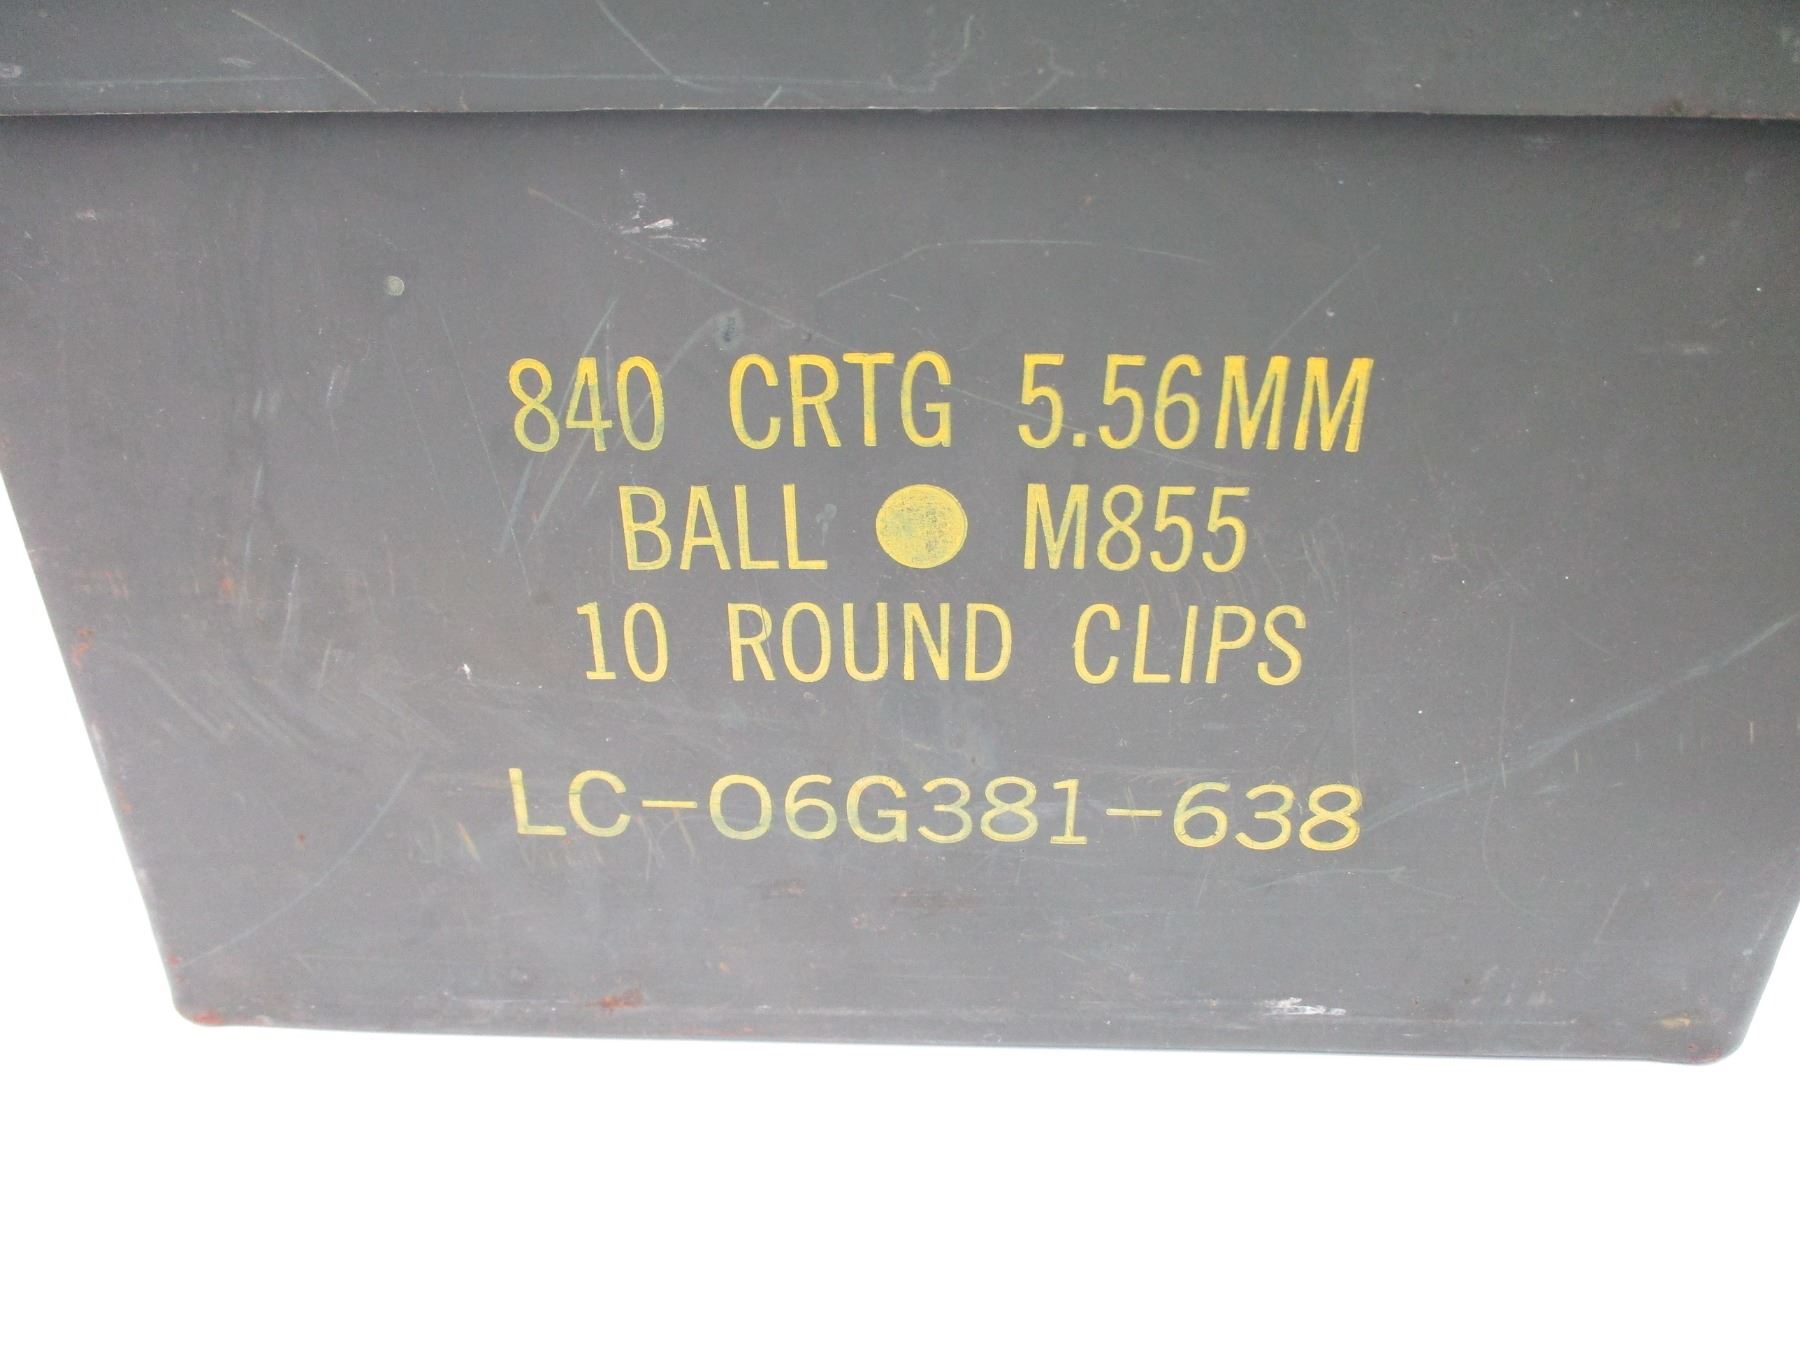 840 CRTG 5.56MM
BALL M855
10 ROUND CLIPS
LC-06G381-638